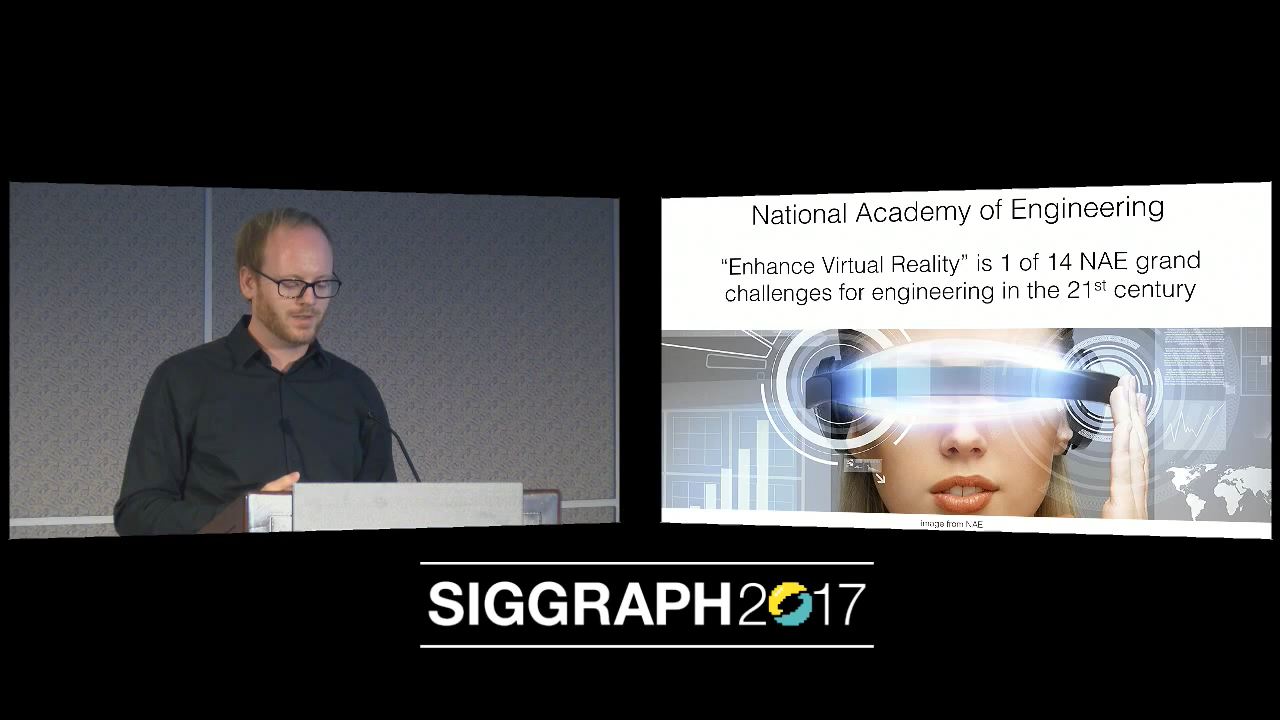 National Academy of Engineering
“Enhance Virtual Reality” is 1 of 14 NAE grand
challenges for engineering in the 21st century
image from NAE
SIGGRAPH2017